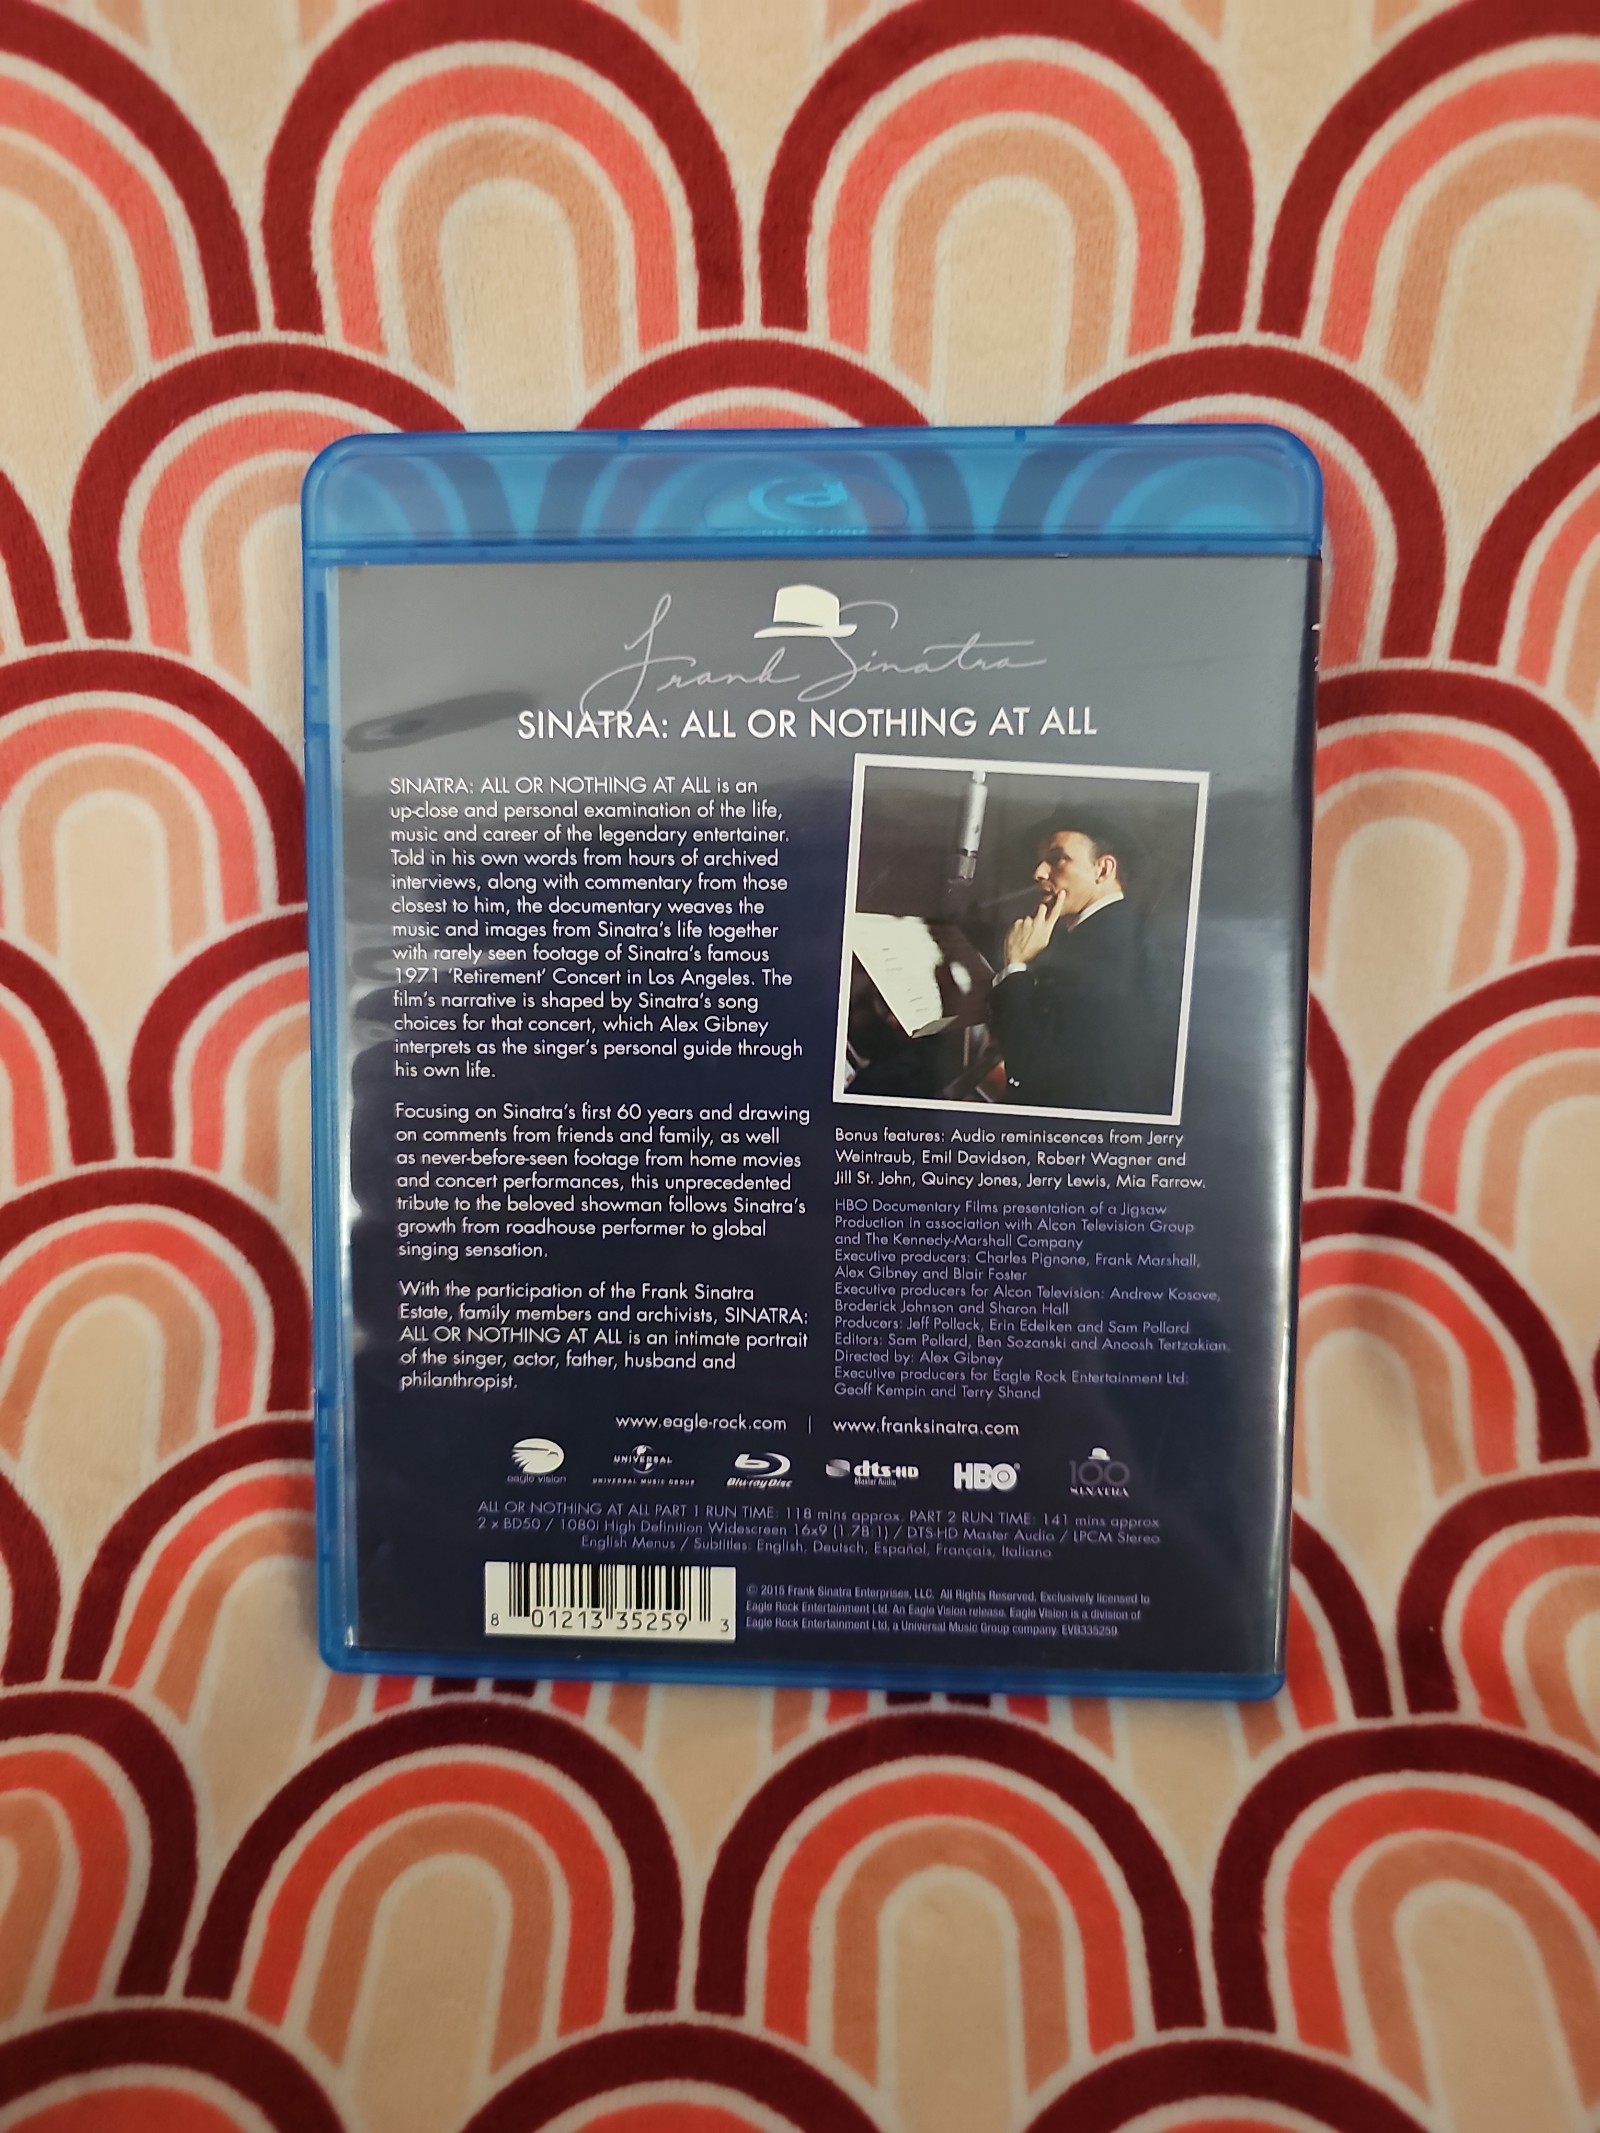 Frank Sinatra
SINATRA: ALL OR NOTHING AT ALL
SINATRA: ALL OR NOTHING AT ALL is an
up-close and personal examination of the life,
music and career of the legendary entertainer.
Told in his own words from hours of archived
interviews, along with commentary from those
closest to him, the documentary weaves the
music and images from Sinatra's life together
with rarely seen footage of Sinatra's famous
1971 'Retirement' Concert in Los Angeles. The
film's narrative is shaped by Sinatra's song
choices for that concert, which Alex Gibney
interprets as the singer's personal guide through
his own life.
Focusing on Sinatra's first 60 years and drawing
on comments from friends and family, as well
as never-before-seen footage from home movies
and concert performances, this unprecedented
tribute to the beloved showman follows Sinatra's
growth from roadhouse performer to global
singing sensation.
With the participation of the Frank Sinatra
Estate, family members and archivists, SINATRA:
ALL OR NOTHING AT ALL is an intimate portrait
of the singer, actor, father, husband and
philanthropist.
Bonus features: Audio reminiscences from Jerry
Weintraub, Emil Davidson, Robert Wagner and
Jill St. John, Quincy Jones, Jerry Lewis, Mia Farrow.
HBO Documentary Films presentation of a Jigsaw
Production in association with Alcon Television Group
and The Kennedy-Marshall Company
Executive producers: Charles Pignone, Frank Marshall,
Alex Gibney and Blair Foster
Executive producers for Alcon Television: Andrew Kosove,
Broderick Johnson and Sharon Hall
Producers: Jeff Pollack, Erin Edeiken and Sam Pollard
Editors: Sam Pollard, Ben Sozanski and Anoosh Tertzakian.
Directed by: Alex Gibney
Executive producers for Eagle Rock Entertainment Ltd:
Geoff Kempin and Terry Shand
www.eagle-rock.com | www.franksinatra.com
eagle vision
UNIVERSAL
UNIVERSAL MUSIC GROUP
Blu-ray Disc
dts-HD
Master Audio
HBO
100
SINATRA
ALL OR NOTHING AT ALL PART 1 RUN TIME: 118 mins approx. PART 2 RUN TIME: 141 mins approx
2 x BD50 / 1080i High Definition Widescreen 16x9 (1.78:1) / DTS-HD Master Audio / LPCM Stereo
English Menus / Subtitles: English, Deutsch, Español, Français, Italiano
8 01213 35259 3
© 2015 Frank Sinatra Enterprises, LLC. All Rights Reserved. Exclusively licensed to
Eagle Rock Entertainment Ltd. An Eagle Vision release. Eagle Vision is a division of
Eagle Rock Entertainment Ltd, a Universal Music Group company. EVB335259